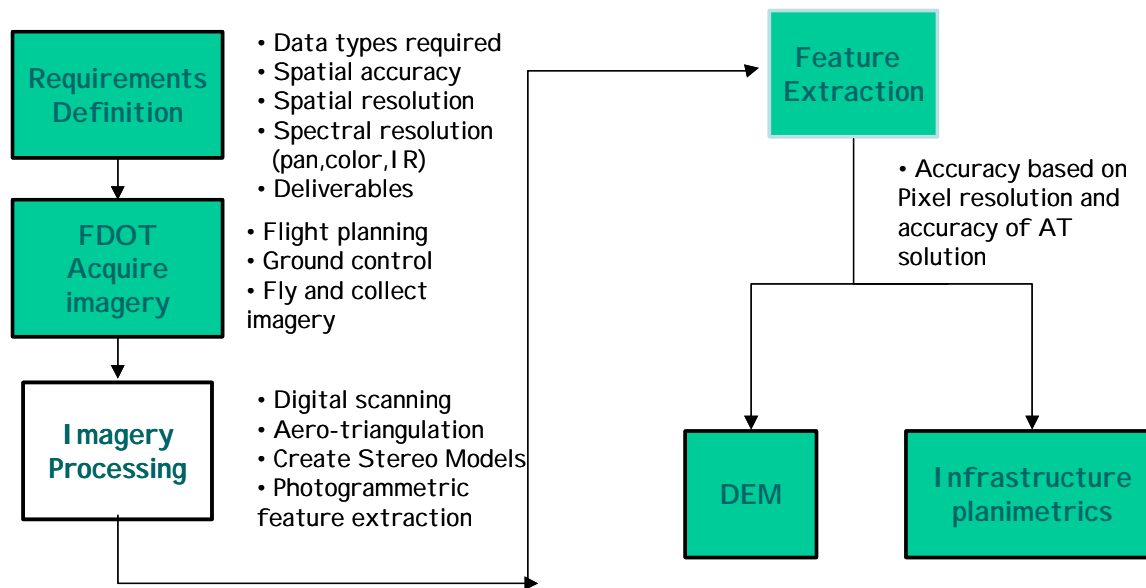 Requirements
Definition
• Data types required
• Spatial accuracy
• Spatial resolution
• Spectral resolution
(pan,color,IR)
• Deliverables
FDOT
Acquire
imagery
• Flight planning
• Ground control
• Fly and collect
imagery
Imagery
Processing
• Digital scanning
• Aero-triangulation
• Create Stereo Models
• Photogrammetric
feature extraction
Feature
Extraction
• Accuracy based on
Pixel resolution and
accuracy of AT
solution
DEM
Infrastructure
planimetrics